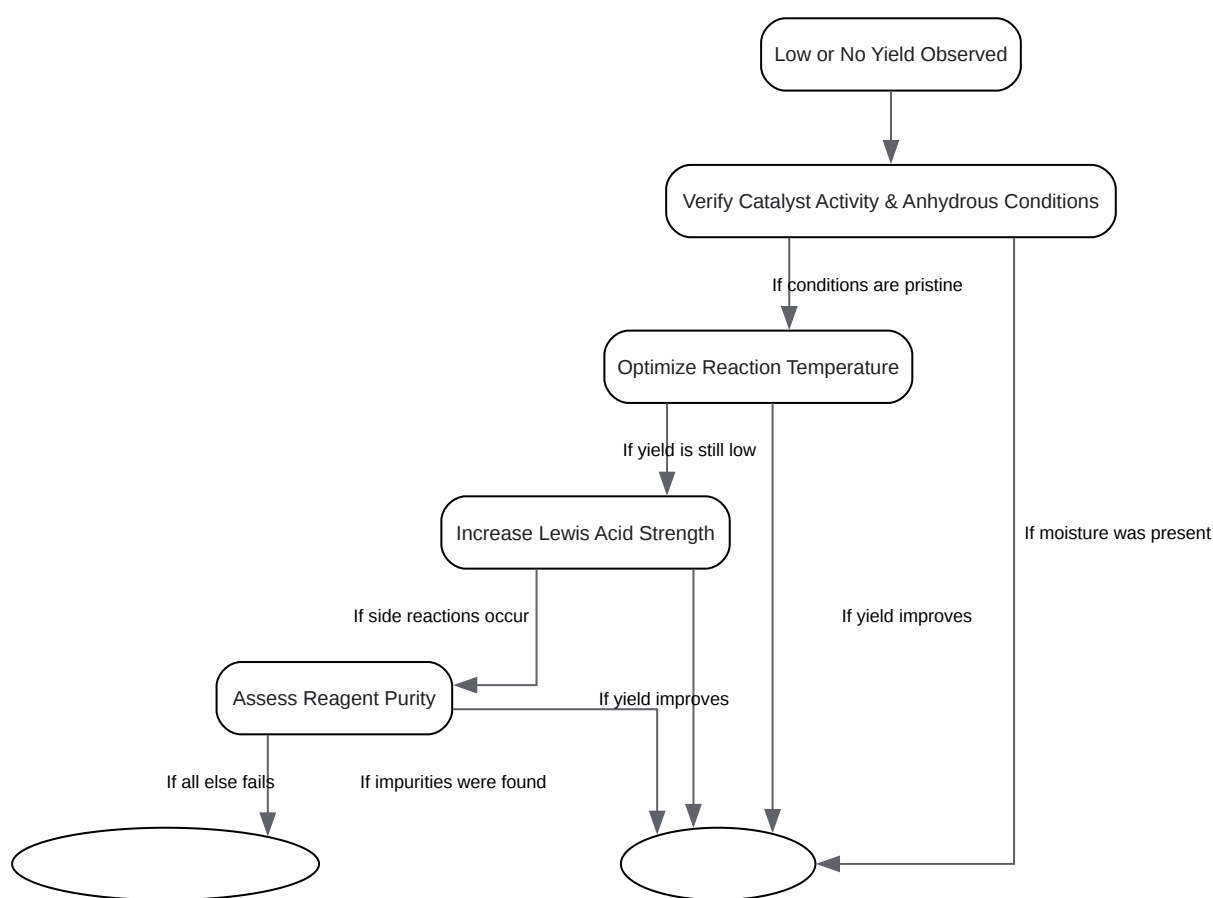 Low or No Yield Observed
Verify Catalyst Activity & Anhydrous Conditions
If conditions are pristine
Optimize Reaction Temperature
If yield is still low
Increase Lewis Acid Strength
If moisture was present
If side reactions occur
If yield improves
Assess Reagent Purity
If yield improves
If all else fails
If impurities were found